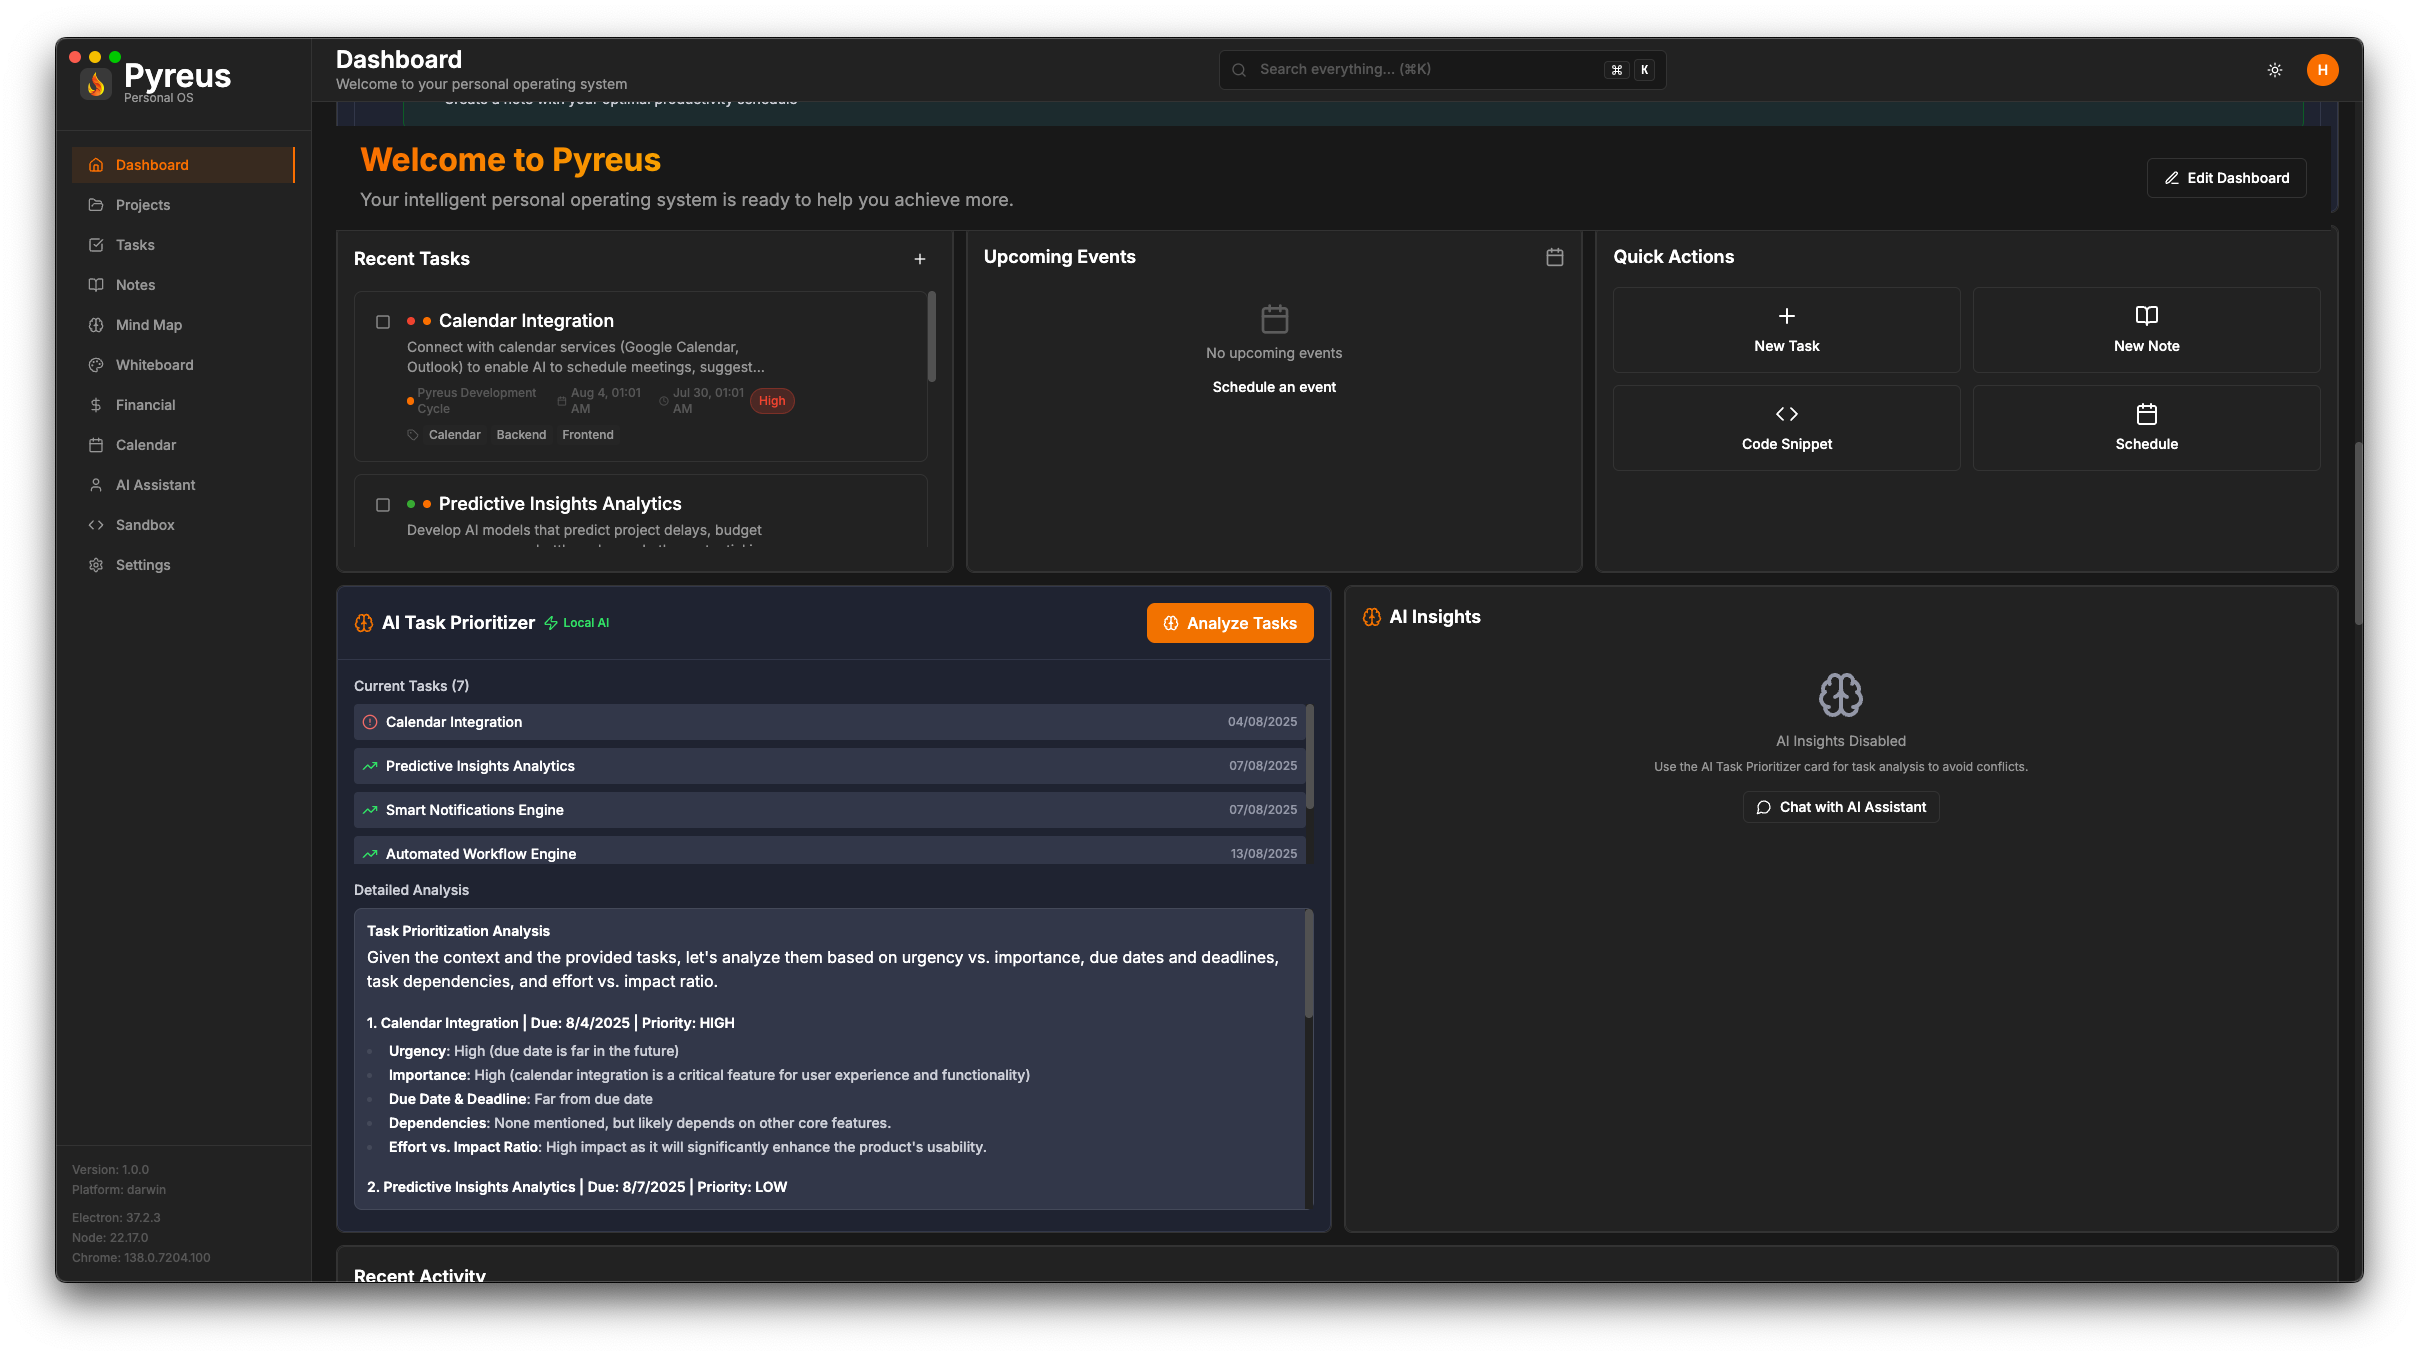 Pyreus
Personal OS
Dashboard
Projects
Tasks
Notes
Mind Map
Whiteboard
Financial
Calendar
AI Assistant
Sandbox
Settings
Version: 1.0.0
Platform: darwin
Electron: 37.2.3
Node: 22.17.0
Chrome: 138.0.7204.100
Dashboard
Welcome to your personal operating system
Search everything... (⌘K)
⌘ K
H
Create a note with your optimal productivity schedule
Welcome to Pyreus
Your intelligent personal operating system is ready to help you achieve more.
Edit Dashboard
Recent Tasks
Calendar Integration
Connect with calendar services (Google Calendar,
Outlook) to enable AI to schedule meetings, suggest...
Pyreus Development
Cycle
Aug 4, 01:01
AM
Jul 30, 01:01
AM
High
Calendar Backend Frontend
Predictive Insights Analytics
Develop AI models that predict project delays, budget
Upcoming Events
No upcoming events
Schedule an event
Quick Actions
New Task
New Note
Code Snippet
Schedule
AI Task Prioritizer
Local AI
Analyze Tasks
Current Tasks (7)
Calendar Integration 04/08/2025
Predictive Insights Analytics 07/08/2025
Smart Notifications Engine 07/08/2025
Automated Workflow Engine 13/08/2025
Detailed Analysis
Task Prioritization Analysis
Given the context and the provided tasks, let's analyze them based on urgency vs. importance, due dates and deadlines,
task dependencies, and effort vs. impact ratio.
1. Calendar Integration | Due: 8/4/2025 | Priority: HIGH
Urgency: High (due date is far in the future)
Importance: High (calendar integration is a critical feature for user experience and functionality)
Due Date & Deadline: Far from due date
Dependencies: None mentioned, but likely depends on other core features.
Effort vs. Impact Ratio: High impact as it will significantly enhance the product's usability.
2. Predictive Insights Analytics | Due: 8/7/2025 | Priority: LOW
AI Insights
AI Insights Disabled
Use the AI Task Prioritizer card for task analysis to avoid conflicts.
Chat with AI Assistant
Recent Activity